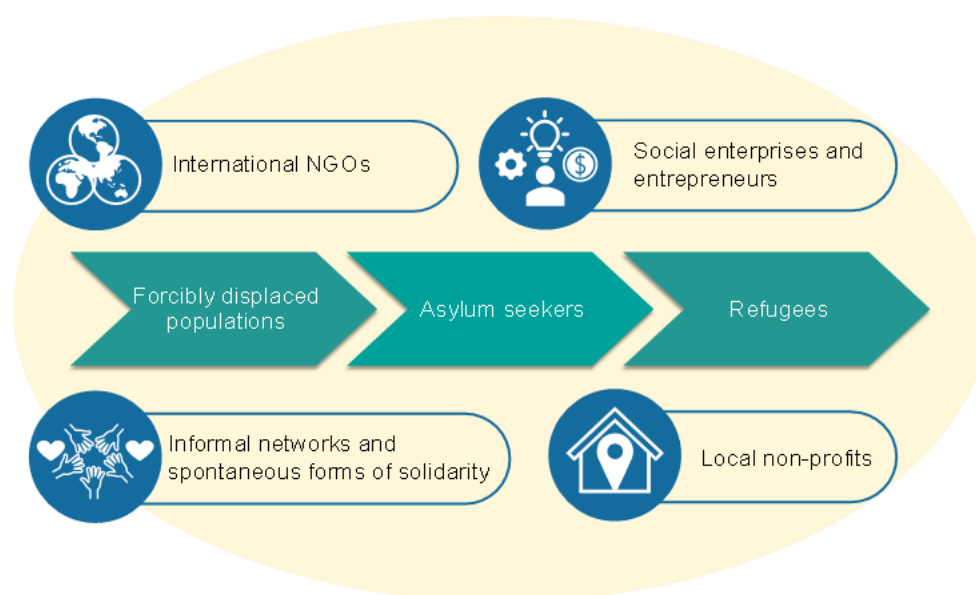 International NGOs
Social enterprises and
entrepreneurs
Forcibly displaced
populations
Asylum seekers
Refugees
Informal networks and
spontaneous forms of solidarity
Local non-profits